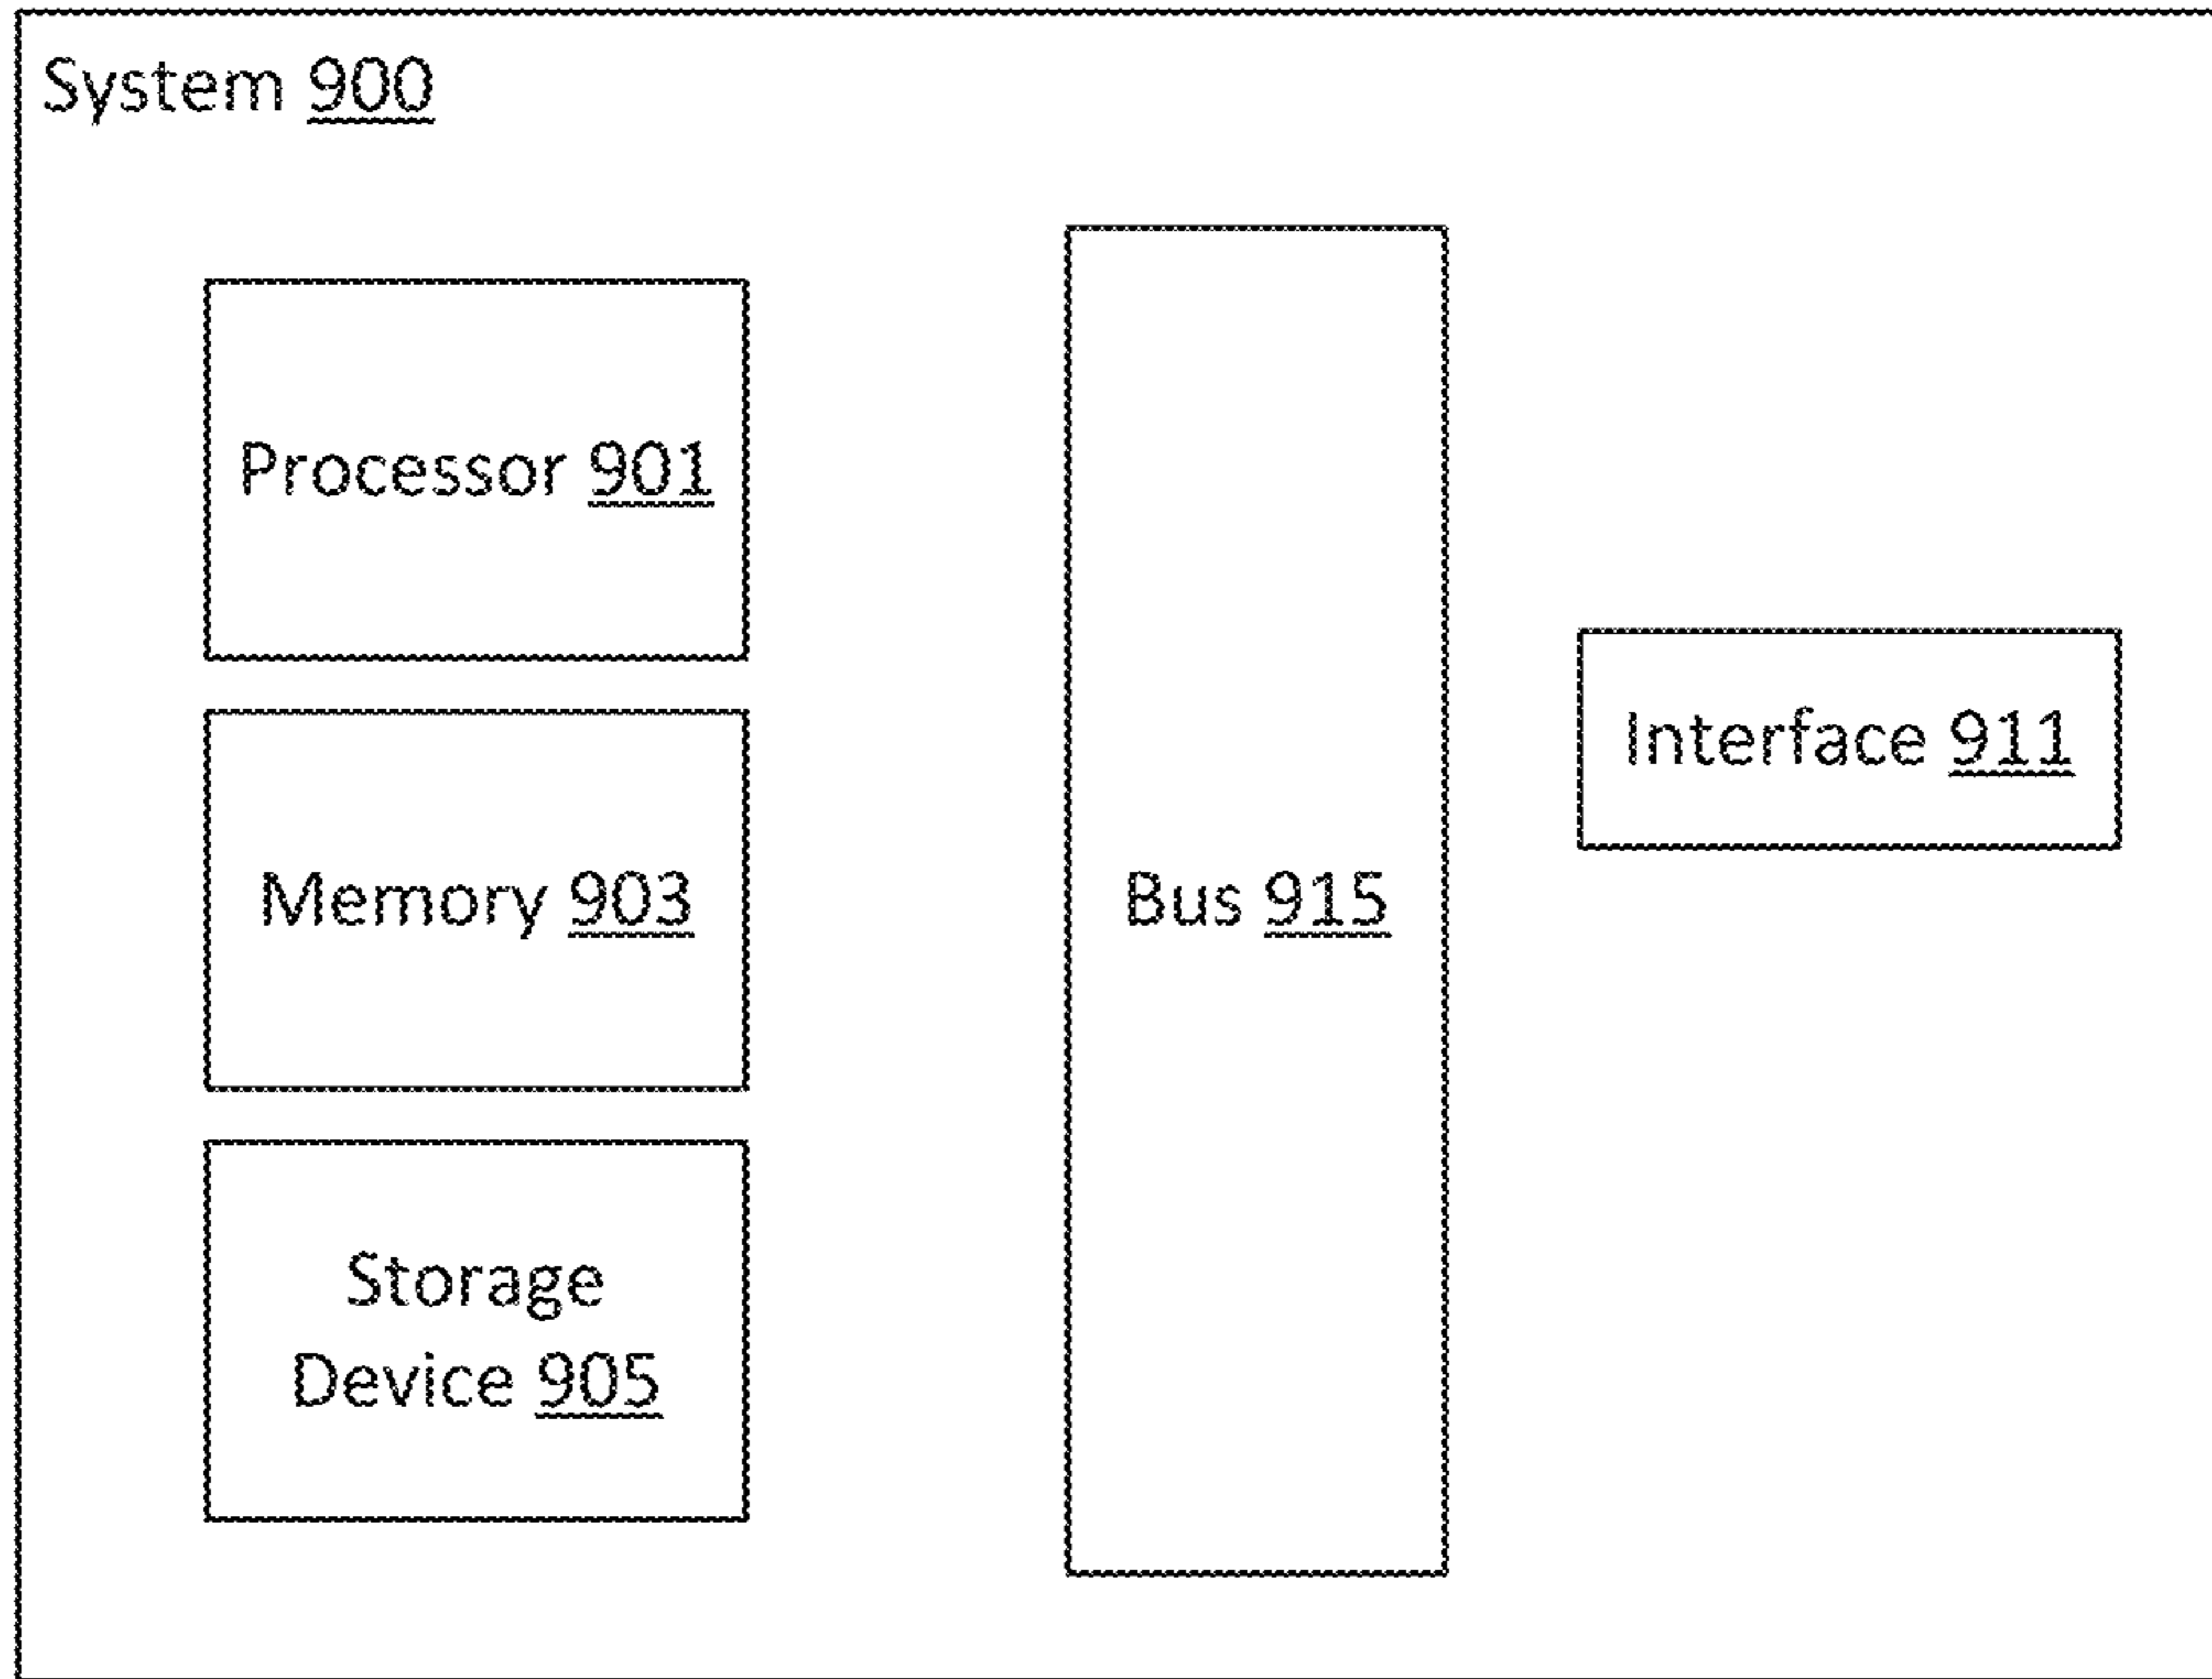 System 900
Processor 901
Memory 903
Storage
Device 905
Bus 915
Interface 911